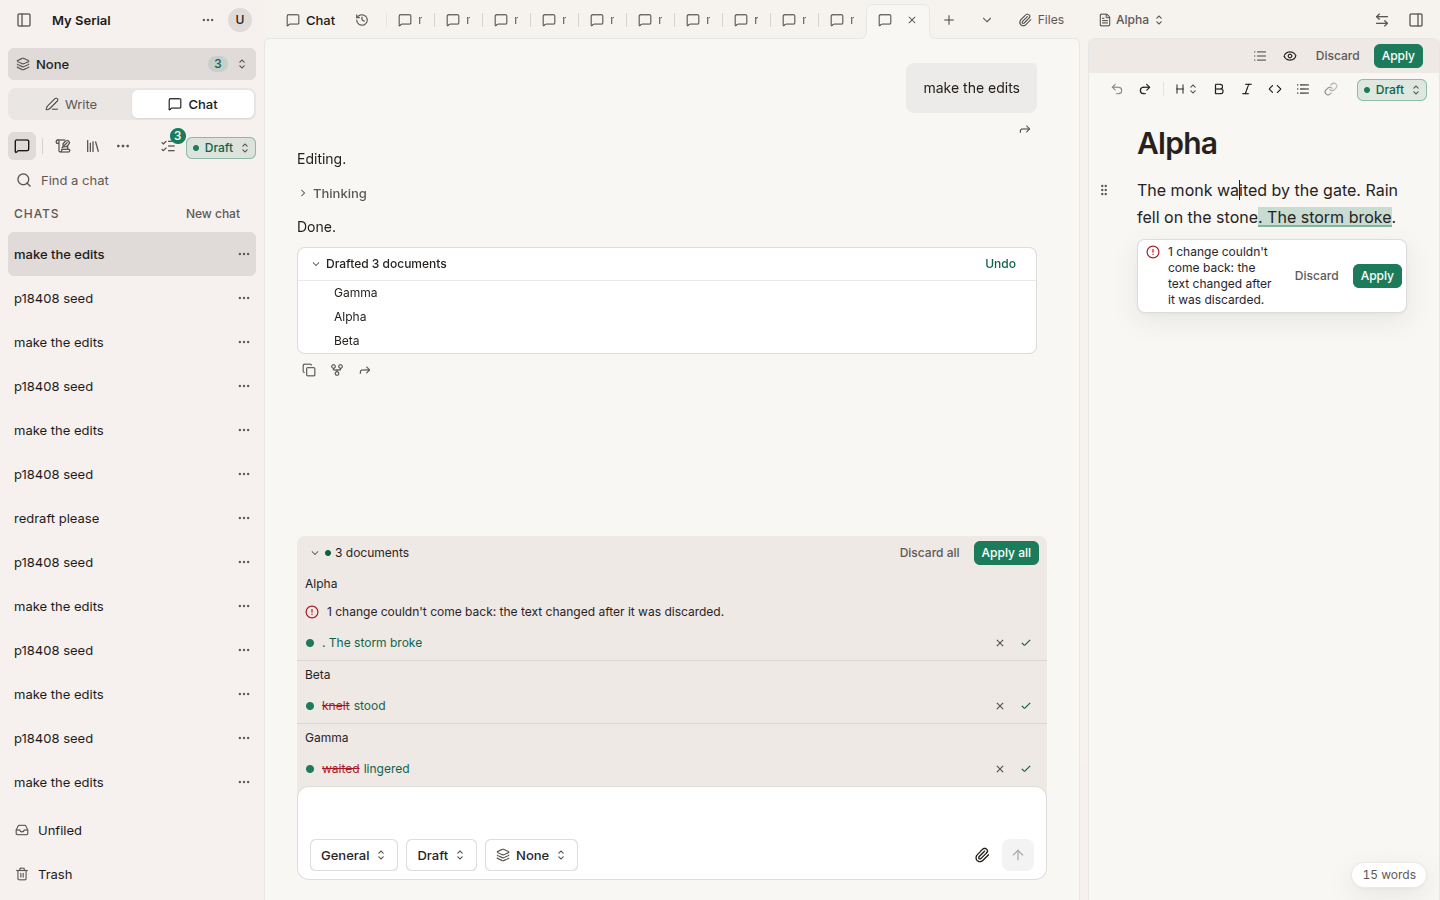 My Serial
U
None
3
Write
Chat
3
Draft
Find a chat
CHATS
New chat
make the edits
p18408 seed
make the edits
p18408 seed
make the edits
p18408 seed
redraft please
p18408 seed
make the edits
p18408 seed
make the edits
p18408 seed
make the edits
Unfiled
Trash
Chat
Files
make the edits
Editing.
Thinking
Done.
Drafted 3 documents
Undo
Gamma
Alpha
Beta
3 documents
Discard all
Apply all
Alpha
1 change couldn't come back: the text changed after it was discarded.
. The storm broke
Beta
knelt stood
Gamma
waited lingered
General
Draft
None
Alpha
Discard
Apply
H
B
I
Draft
Alpha
The monk waited by the gate. Rain
fell on the stone. The storm broke.
1 change couldn't
come back: the
text changed after
it was discarded.
Discard
Apply
15 words